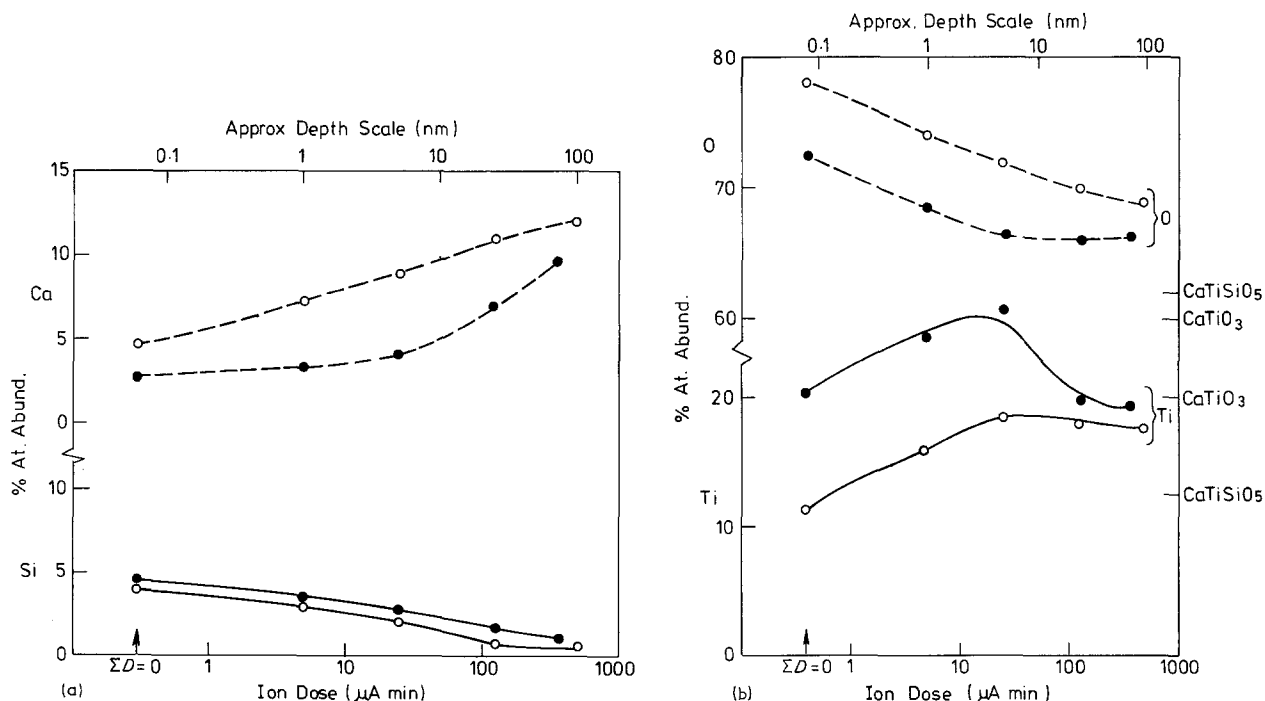 Approx Depth Scale (nm)
0.1 1 10 100
15
10
Ca
5
0
% At. Abund.
10
Si 5
0
ΣD=0 1 10 100 1000
(a) Ion Dose (μA min)
Approx. Depth Scale (nm)
0.1 1 10 100
80
O
70
O
CaTiSiO5
60
CaTiO3
% At. Abund.
20
CaTiO3
Ti
Ti
CaTiSiO5
10
0
ΣD=0 1 10 100 1000
(b) Ion Dose (μA min)